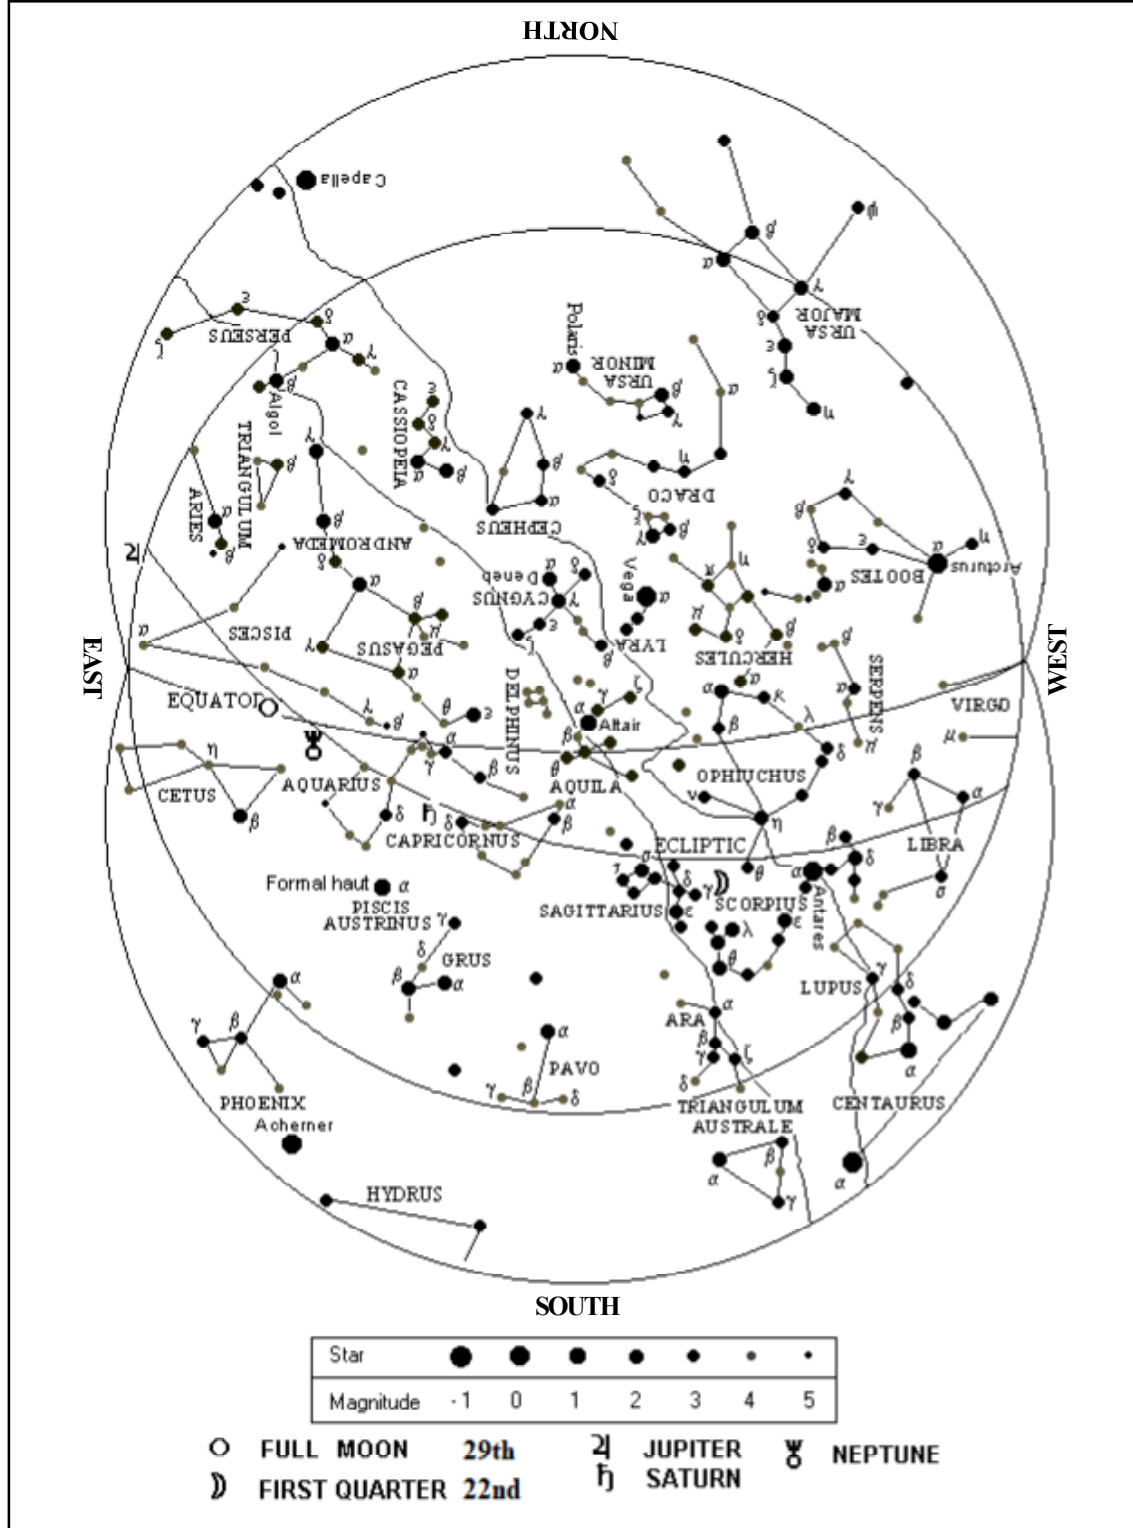 NORTH
Capella
ψ
β
α
γ
URSA
MAJOR
δ
ε
ζ
η
ε
PERSEUS
δ
ζ
α
γ
β
Algol
Polaris
α
URSA
MINOR
β
γ
α
CASSIOPEIA
ε
δ
γ
α
β
γ
β
α
CEPHEUS
TRIANGULUM
β
γ
β
ANDROMEDA
δ
ARIES
α
β
δ
η
DRACO
ξ
β
γ
γ
β
δ
ε
α
η
BOOTES
Arcturus
α
γ
PEGASUS
β
μ
α
θ
ε
α
Deneb
δ
CYGNUS
γ
ε
ζ
β
Vega
α
LYRA
π
η
μ
δ
β
HERCULES
α
α
EAST
α
PISCES
γ
β
EQUATOR
DELPHINUS
γ
ζ
α
Altair
β
θ
AQUILA
α
κ
β
λ
δ
OPHIUCHUS
ν
η
θ
β
SERPENS
α
μ
WEST
VIRGO
μ
η
CETUS
β
AQUARIUS
γ
α
β
δ
δ
CAPRICORNUS
α
β
ECLIPTIC
β
γ
α
LIBRA
σ
Formal haut
α
PISCIS
AUSTRINUS
γ
δ
GRUS
β
α
σ
τ
δ
γ
ε
SAGITTARIUS
SCORPIUS
β
δ
α
Antares
ε
λ
θ
LUPUS
γ
δ
β
α
α
γ
β
PHOENIX
Acherner
α
PAVO
β
γ
δ
ARA
α
β
γ
ζ
δ
TRIANGULUM
AUSTRALE
β
α
γ
CENTAURUS
α
HYDRUS
SOUTH
Star
Magnitude -1 0 1 2 3 4 5
FULL MOON 29th JUPITER NEPTUNE
FIRST QUARTER 22nd SATURN